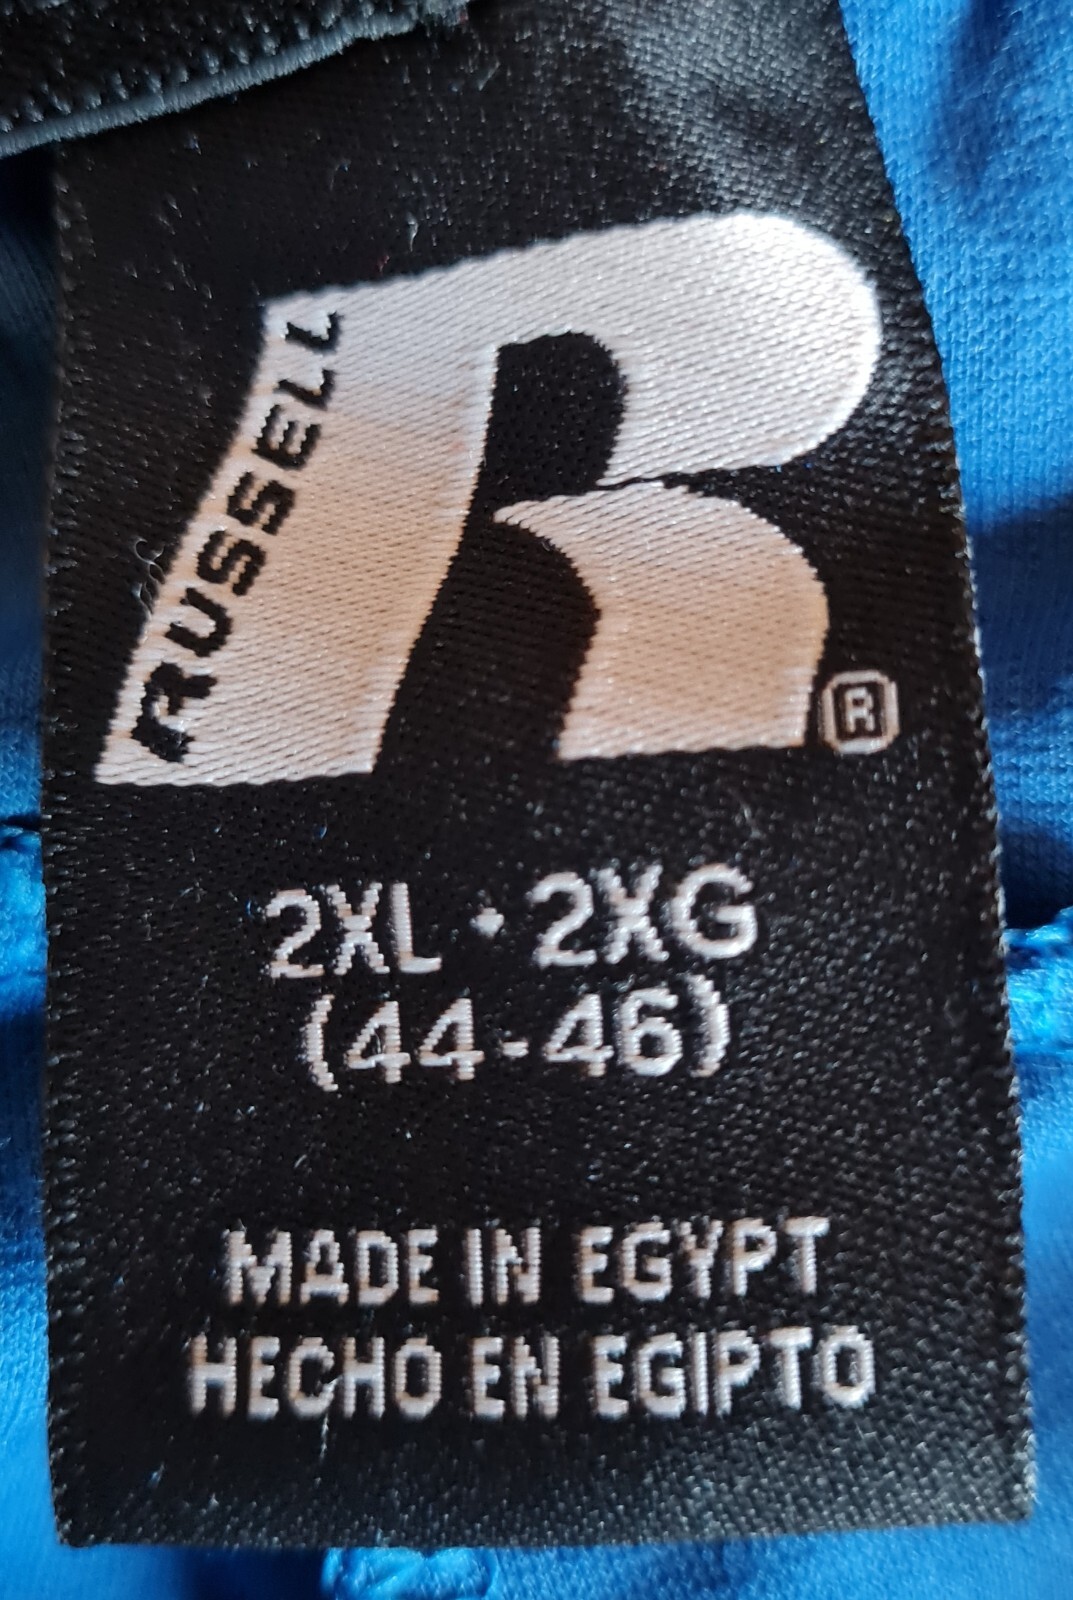 RUSSELL
®
2XL • 2XG
(44-46)
MADE IN EGYPT
HECHO EN EGIPTO